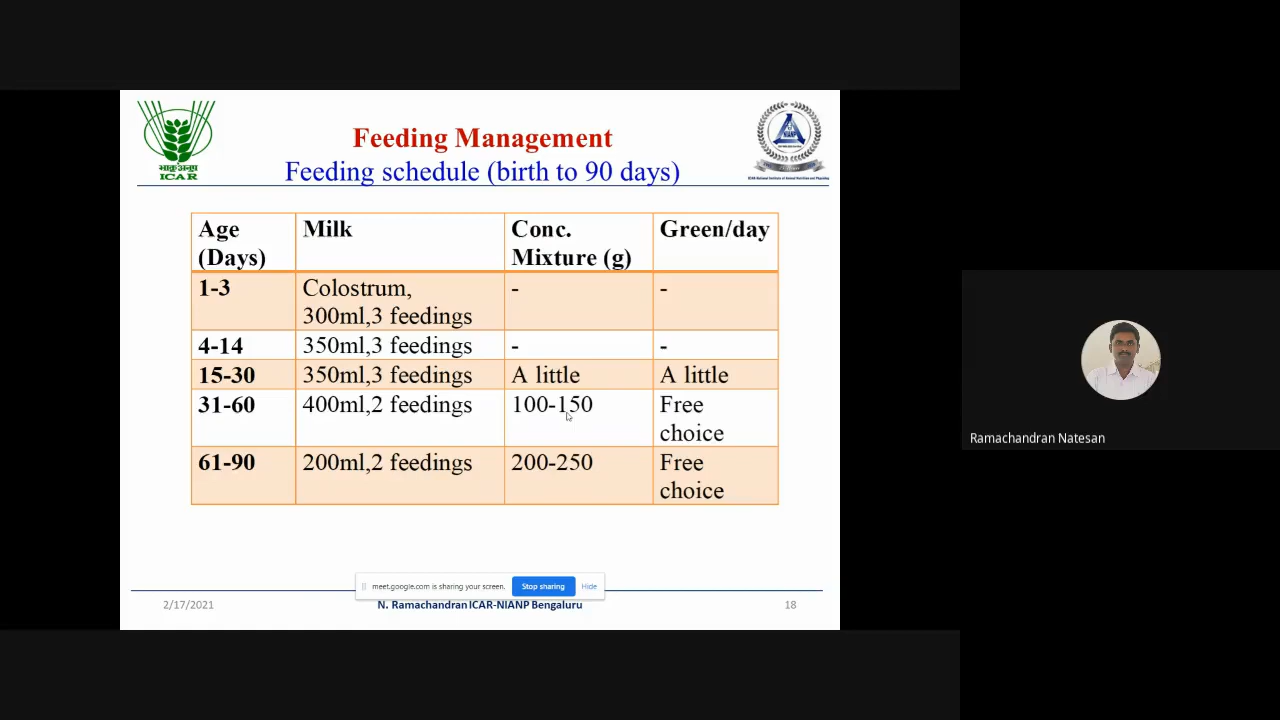 Feeding Management
Feeding schedule (birth to 90 days)
भाकृअनुप
ICAR
NIANP
Age (Days) Milk Conc. Mixture (g) Green/day
1-3 Colostrum, 300ml,3 feedings - -
4-14 350ml,3 feedings - -
15-30 350ml,3 feedings A little A little
31-60 400ml,2 feedings 100-150 Free choice
61-90 200ml,2 feedings 200-250 Free choice
meet.google.com is sharing your screen. Stop sharing Hide
2/17/2021 N. Ramachandran ICAR-NIANP Bengaluru 18
Ramachandran Natesan